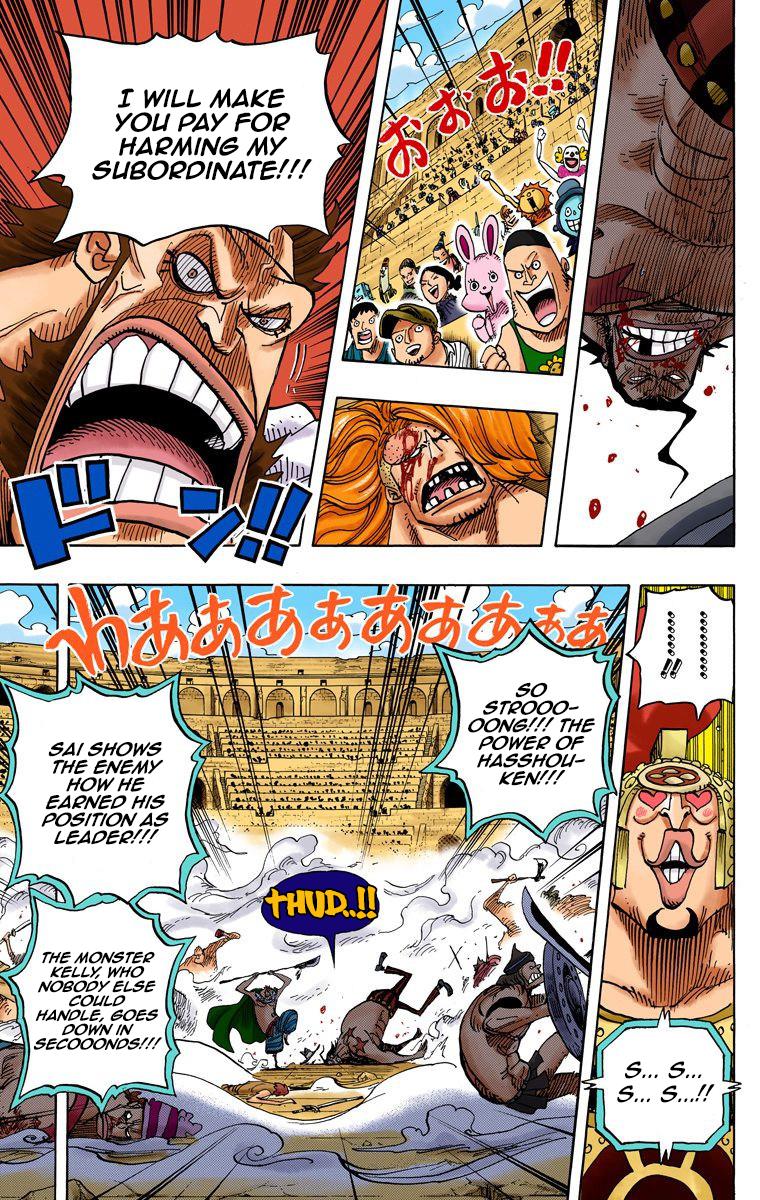 おぉぉお!!
I WILL MAKE
YOU PAY FOR
HARMING MY
SUBORDINATE!!!
ドン!!
!!
S... S...
S... S...!!
わあああぁぁぁああぁぁ
SO
STROOO-
OONG!!! THE
POWER OF
HASSHOU-
KEN!!!
SAI SHOWS
THE ENEMY
HOW HE
EARNED HIS
POSITION AS
LEADER!!!
THUD..!!
THE MONSTER
KELLY, WHO
NOBODY ELSE
COULD
HANDLE, GOES
DOWN IN
SECOOONDS!!!